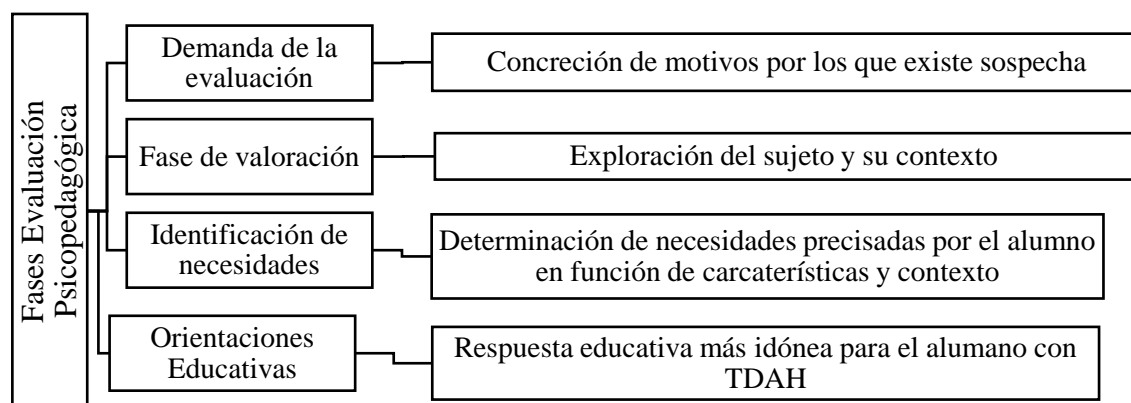 Fases Evaluación
Psicopedagógica
Demanda de la
evaluación
Concreción de motivos por los que existe sospecha
Fase de valoración
Exploración del sujeto y su contexto
Identificación de
necesidades
Determinación de necesidades precisadas por el alumno
en función de carcaterísticas y contexto
Orientaciones
Educativas
Respuesta educativa más idónea para el alumano con
TDAH